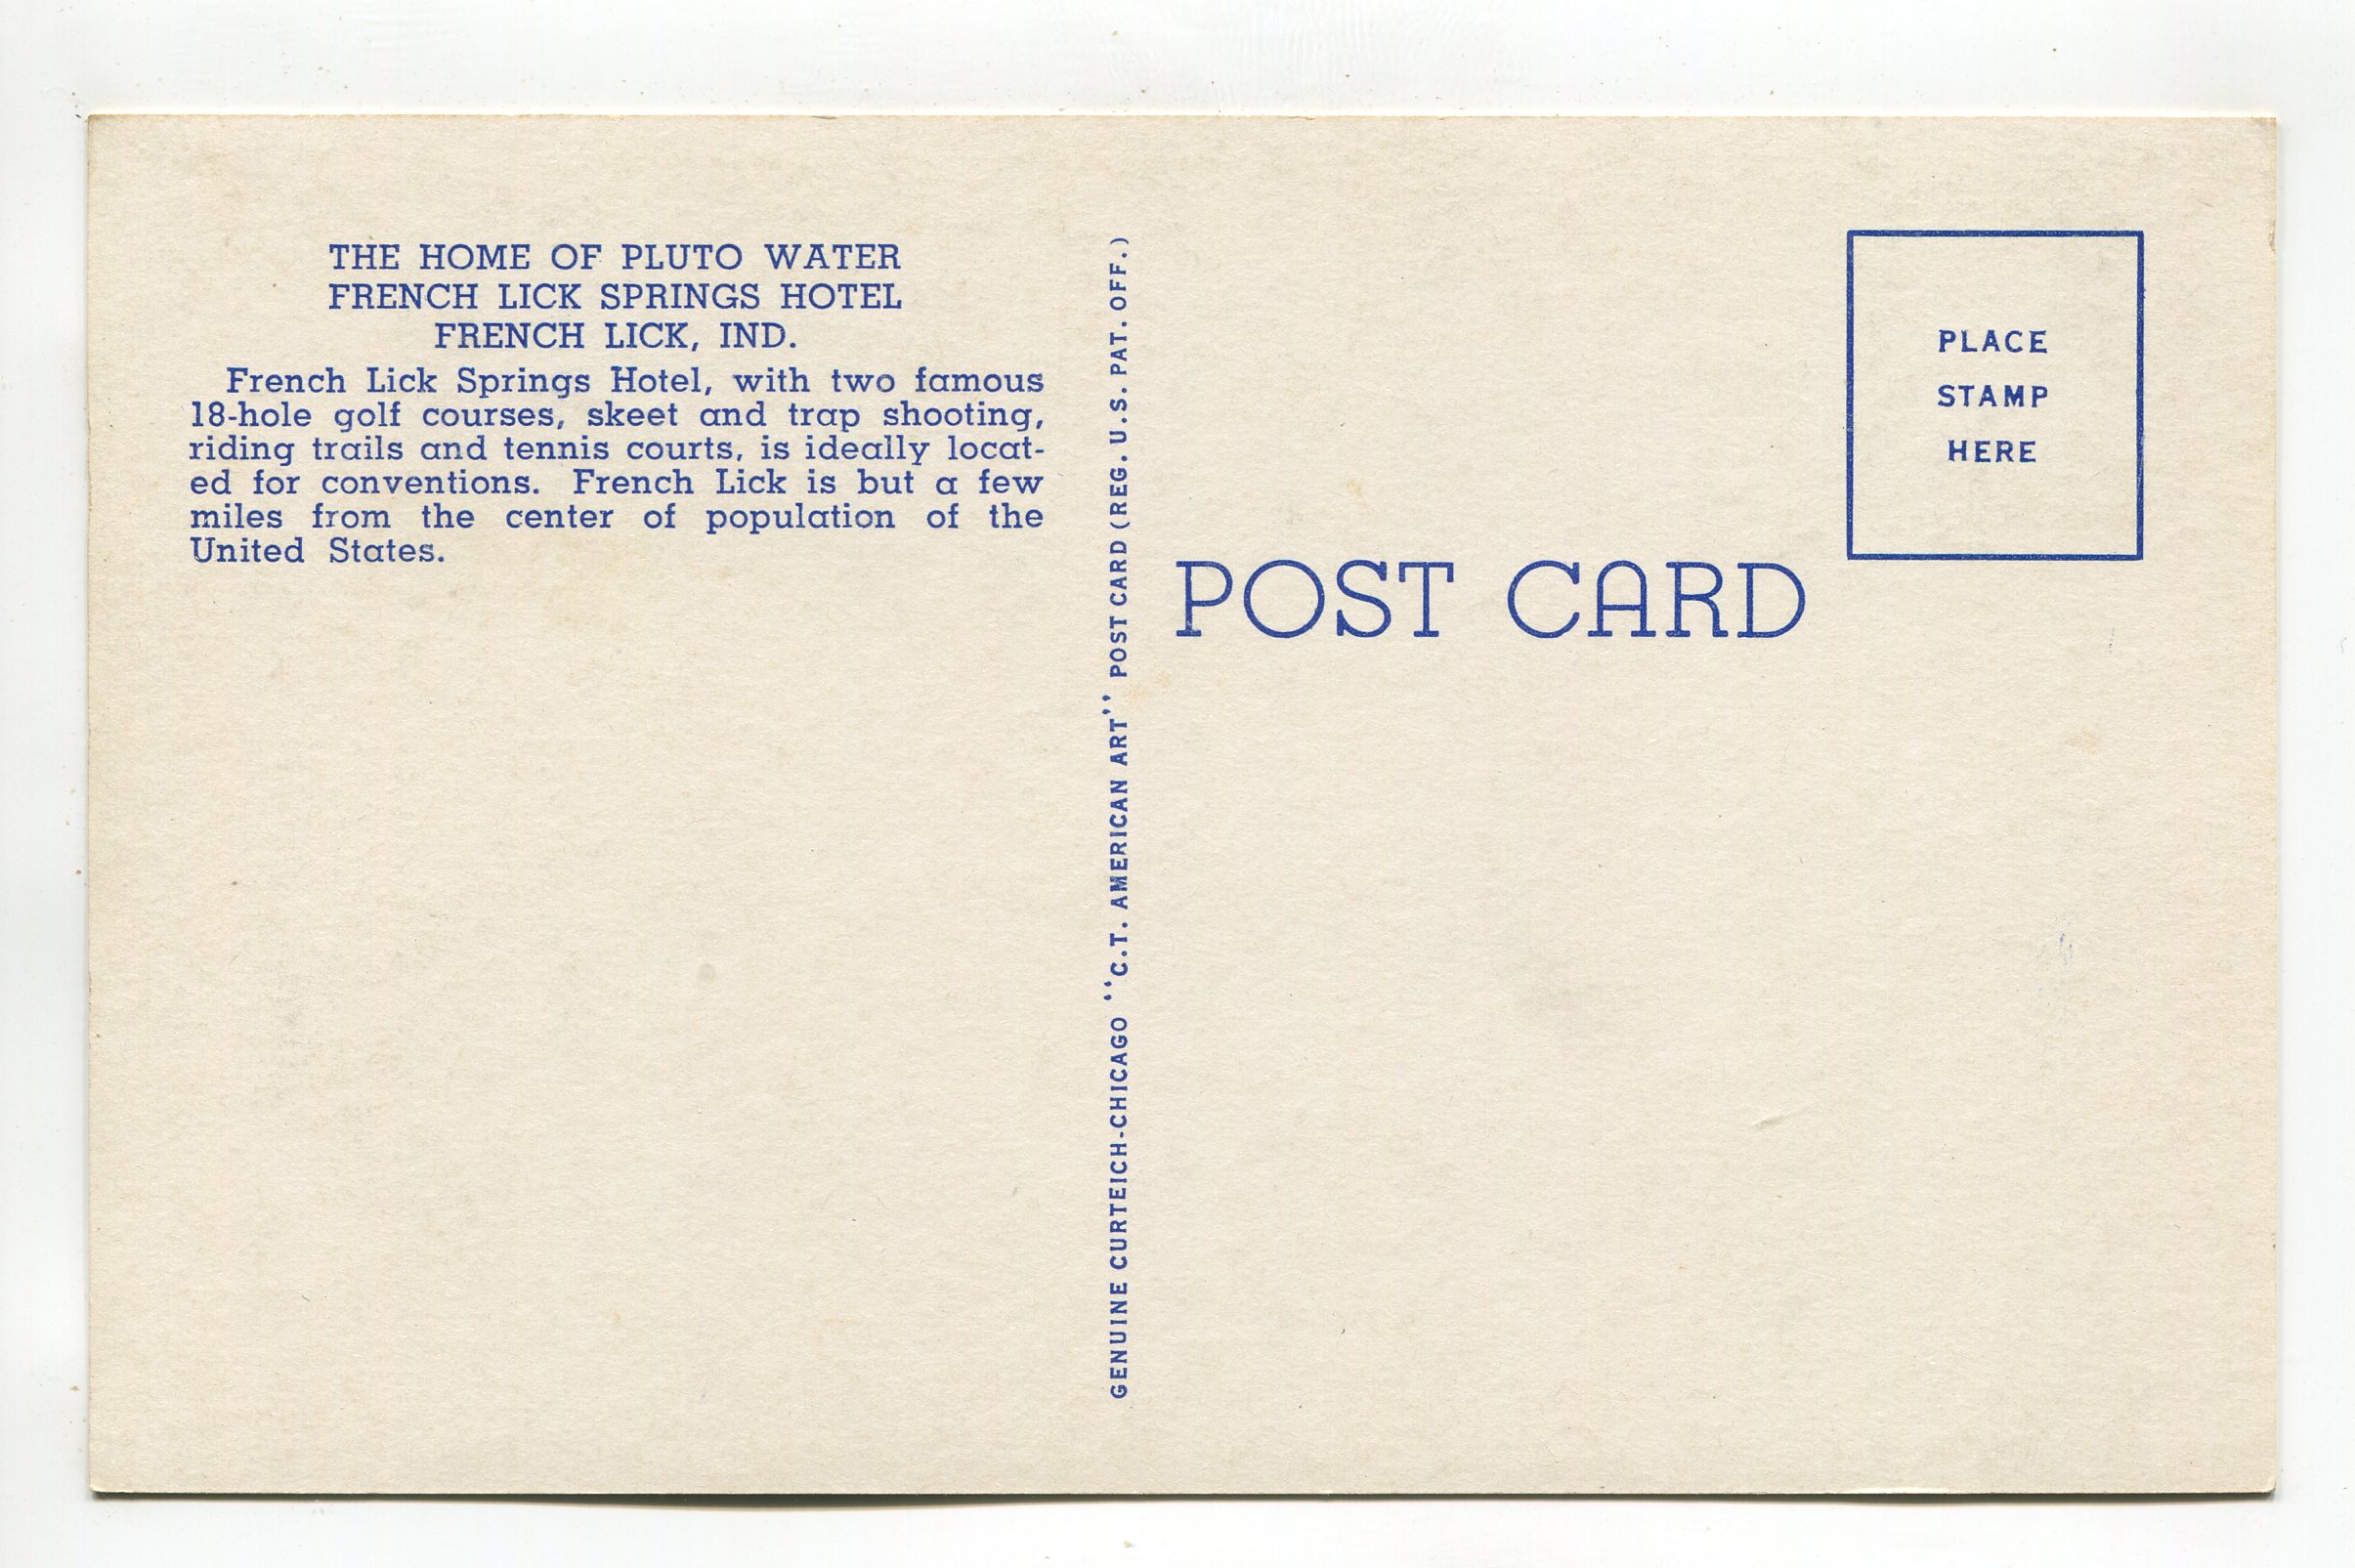 THE HOME OF PLUTO WATER
FRENCH LICK SPRINGS HOTEL
FRENCH LICK, IND.
French Lick Springs Hotel, with two famous
18-hole golf courses, skeet and trap shooting,
riding trails and tennis courts, is ideally locat-
ed for conventions. French Lick is but a few
miles from the center of population of the
United States.
GENUINE CURTEICH-CHICAGO "C.T. AMERICAN ART" POST CARD (REG. U.S. PAT. OFF.)
POST CARD
PLACE
STAMP
HERE